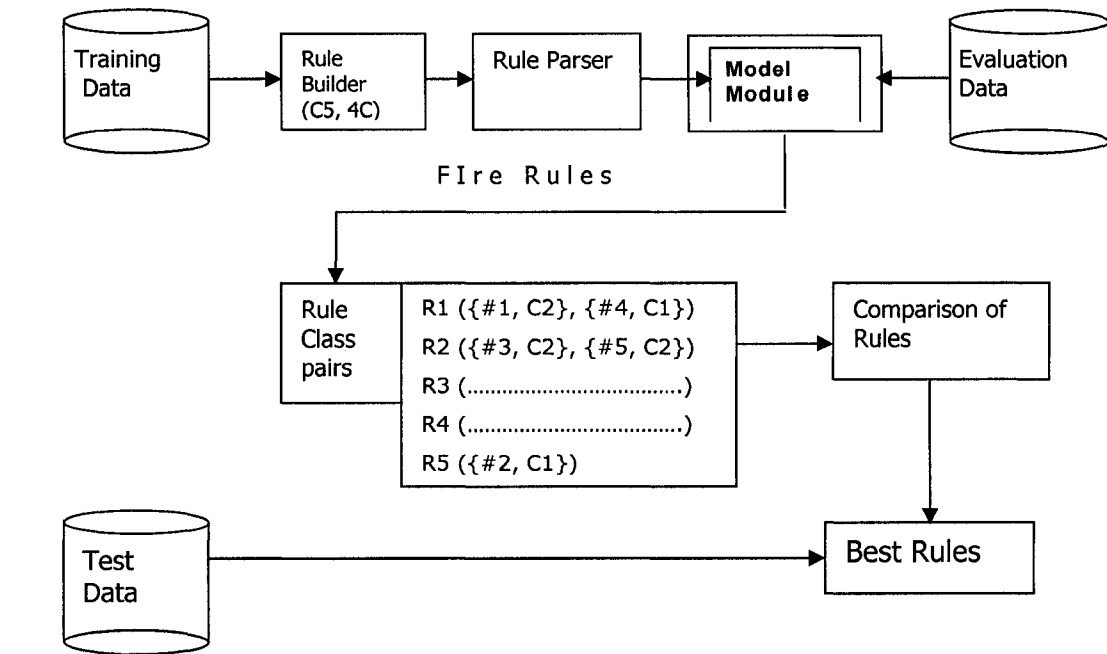 Training
Data
Rule
Builder
(C5, 4C)
Rule Parser
Model
Module
Evaluation
Data
FIre Rules
Rule
Class
pairs
R1 ({#1, C2}, {#4, C1})
R2 ({#3, C2}, {#5, C2})
R3 (.....................................)
R4 (.....................................)
R5 ({#2, C1})
Comparison of
Rules
Test
Data
Best Rules